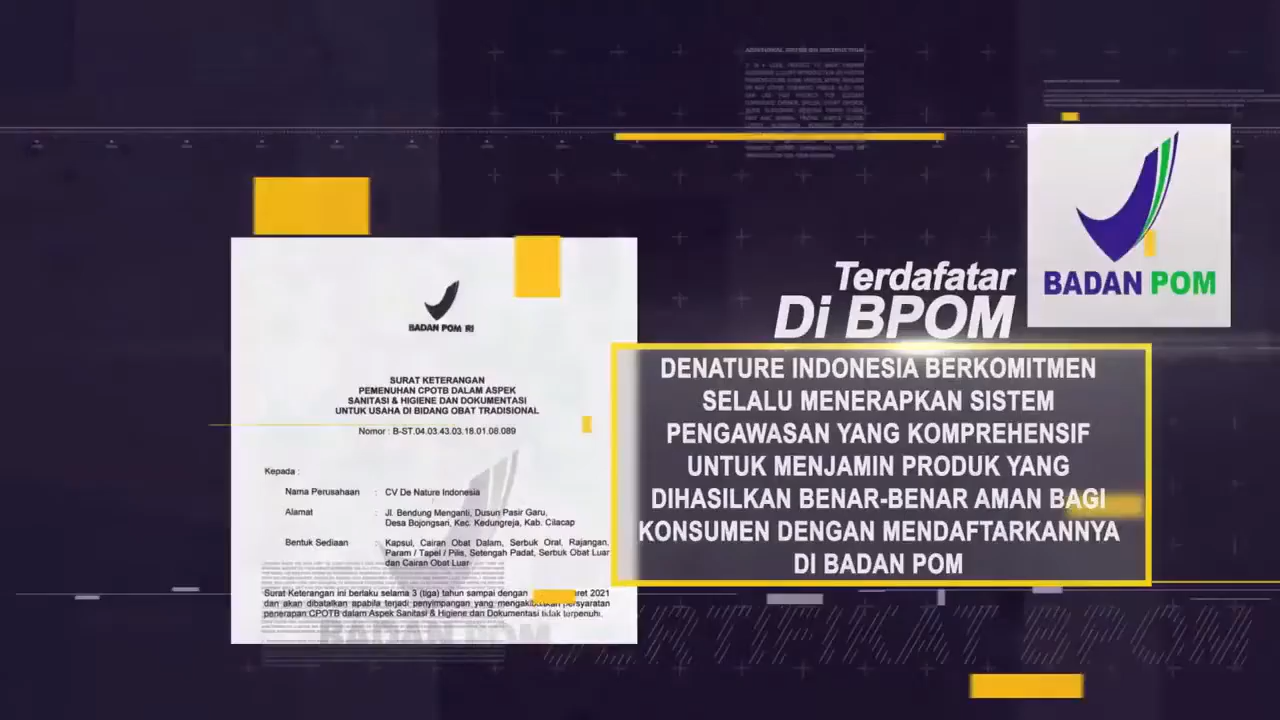 BADAN POM
Terdafatar
Di BPOM
DENATURE INDONESIA BERKOMITMEN
SELALU MENERAPKAN SISTEM
PENGAWASAN YANG KOMPREHENSIF
UNTUK MENJAMIN PRODUK YANG
DIHASILKAN BENAR-BENAR AMAN BAGI
KONSUMEN DENGAN MENDAFTARKANNYA
DI BADAN POM
BADAN POM RI
SURAT KETERANGAN
PEMENUHAN CPOTB DALAM ASPEK
SANITASI & HIGIENE DAN DOKUMENTASI
UNTUK USAHA DI BIDANG OBAT TRADISIONAL
Nomor : B-ST.04.03.43.03.18.01.08.089
Kepada :
Nama Perusahaan : CV De Nature Indonesia
Alamat : Jl. Bendung Menganti, Dusun Pasir Garu,
Desa Bojongsari, Kec. Kedungreja, Kab. Cilacap
Bentuk Sediaan : Kapsul, Cairan Obat Dalam, Serbuk Oral, Rajangan,
Param / Tapel / Pilis, Setengah Padat, Serbuk Obat Luar
dan Cairan Obat Luar
Surat Keterangan ini berlaku selama 3 (tiga) tahun sampai dengan 2021
dan akan dibatalkan apabila terjadi penyimpangan yang
penerapan CPOTB dalam Aspek Sanitasi & Higiene dan Dokumentasi tidak terpenuhi.
BADAN POM
SERTIFIKAT BPOM